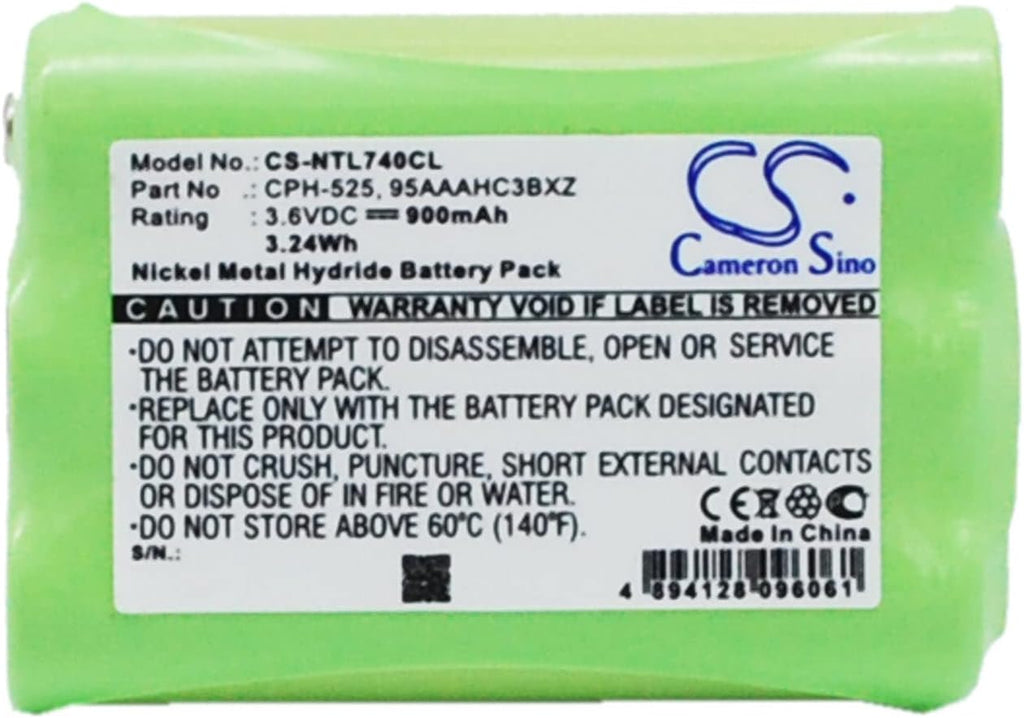 Model No.: CS-NTL740CL
Part No .: CPH-525, 95AAAHC3BXZ
Rating : 3.6VDC ⎓ 900mAh
3.24Wh
Nickel Metal Hydride Battery Pack
CS
Cameron Sino
CAUTION WARRANTY VOID IF LABEL IS REMOVED
·DO NOT ATTEMPT TO DISASSEMBLE, OPEN OR SERVICE
THE BATTERY PACK.
·REPLACE ONLY WITH THE BATTERY PACK DESIGNATED
FOR THIS PRODUCT.
·DO NOT CRUSH, PUNCTURE, SHORT EXTERNAL CONTACTS
OR DISPOSE OF IN FIRE OR WATER.
·DO NOT STORE ABOVE 60°C (140°F).
CE
Made In China
S/N.:
4 894128 096061